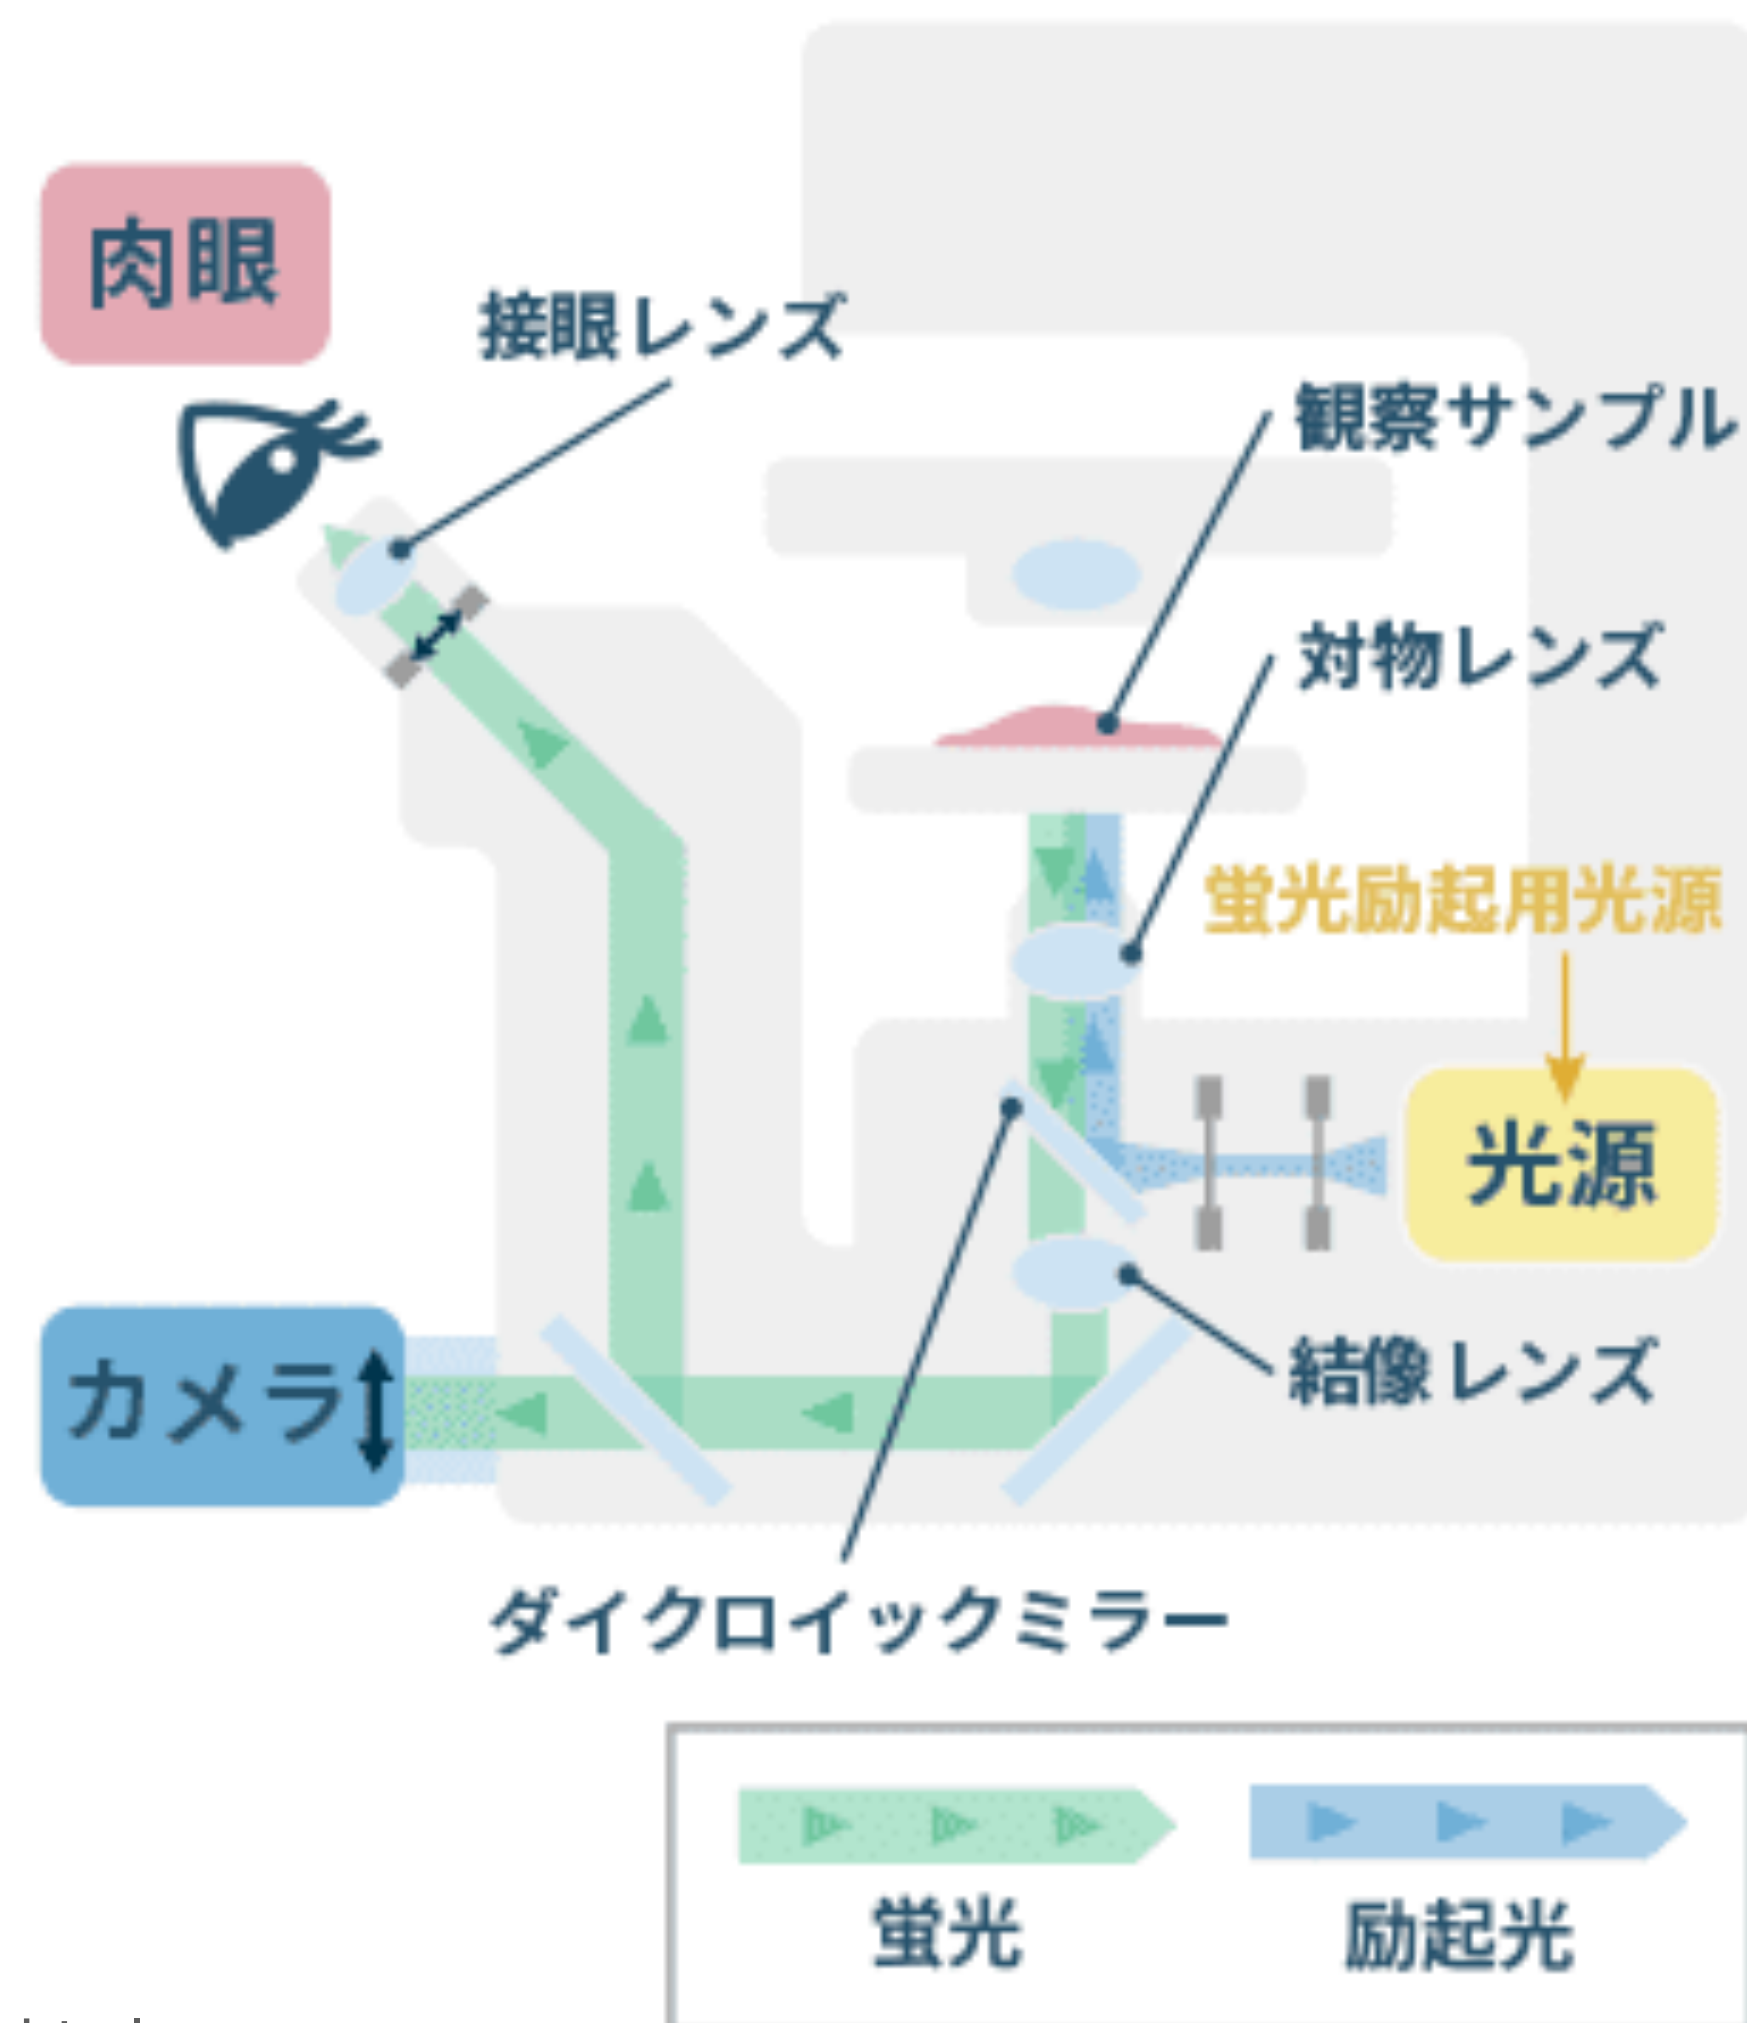 肉眼
接眼レンズ
観察サンプル
対物レンズ
蛍光励起用光源
光源
カメラ
結像レンズ
ダイクロイックミラー
蛍光
励起光